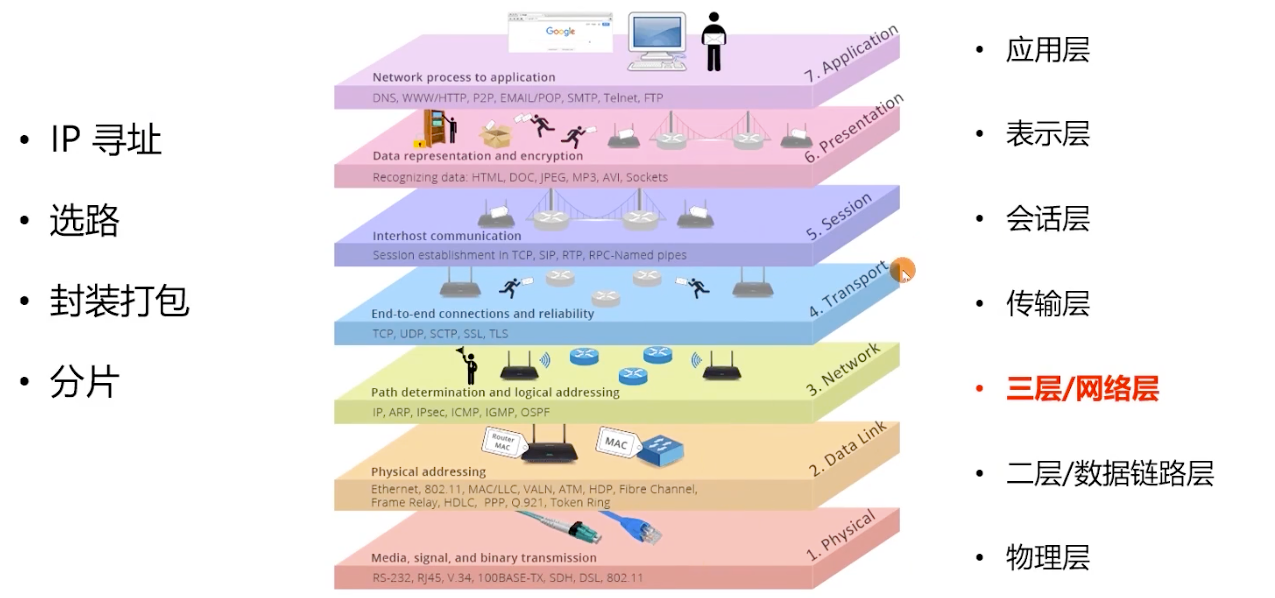 • IP 寻址
• 选路
• 封装打包
• 分片
Google
7. Application
Network process to application
DNS, WWW/HTTP, P2P, EMAIL/POP, SMTP, Telnet, FTP
6. Presentation
Data representation and encryption
Recognizing data: HTML, DOC, JPEG, MP3, AVI, Sockets
5. Session
Interhost communication
Session establishment in TCP, SIP, RTP, RPC-Named pipes
4. Transport
End-to-end connections and reliability
TCP, UDP, SCTP, SSL, TLS
3. Network
Path determination and logical addressing
IP, ARP, IPsec, ICMP, IGMP, OSPF
2. Data Link
Router
MAC
MAC
Physical addressing
Ethernet, 802.11, MAC/LLC, VALN, ATM, HDP, Fibre Channel,
Frame Relay, HDLC, PPP, Q 921, Token Ring
1. Physical
Media, signal, and binary transmission
RS-232, RJ45, V.34, 100BASE-TX, SDH, DSL, 802.11
• 应用层
• 表示层
• 会话层
• 传输层
• 三层/网络层
• 二层/数据链路层
• 物理层